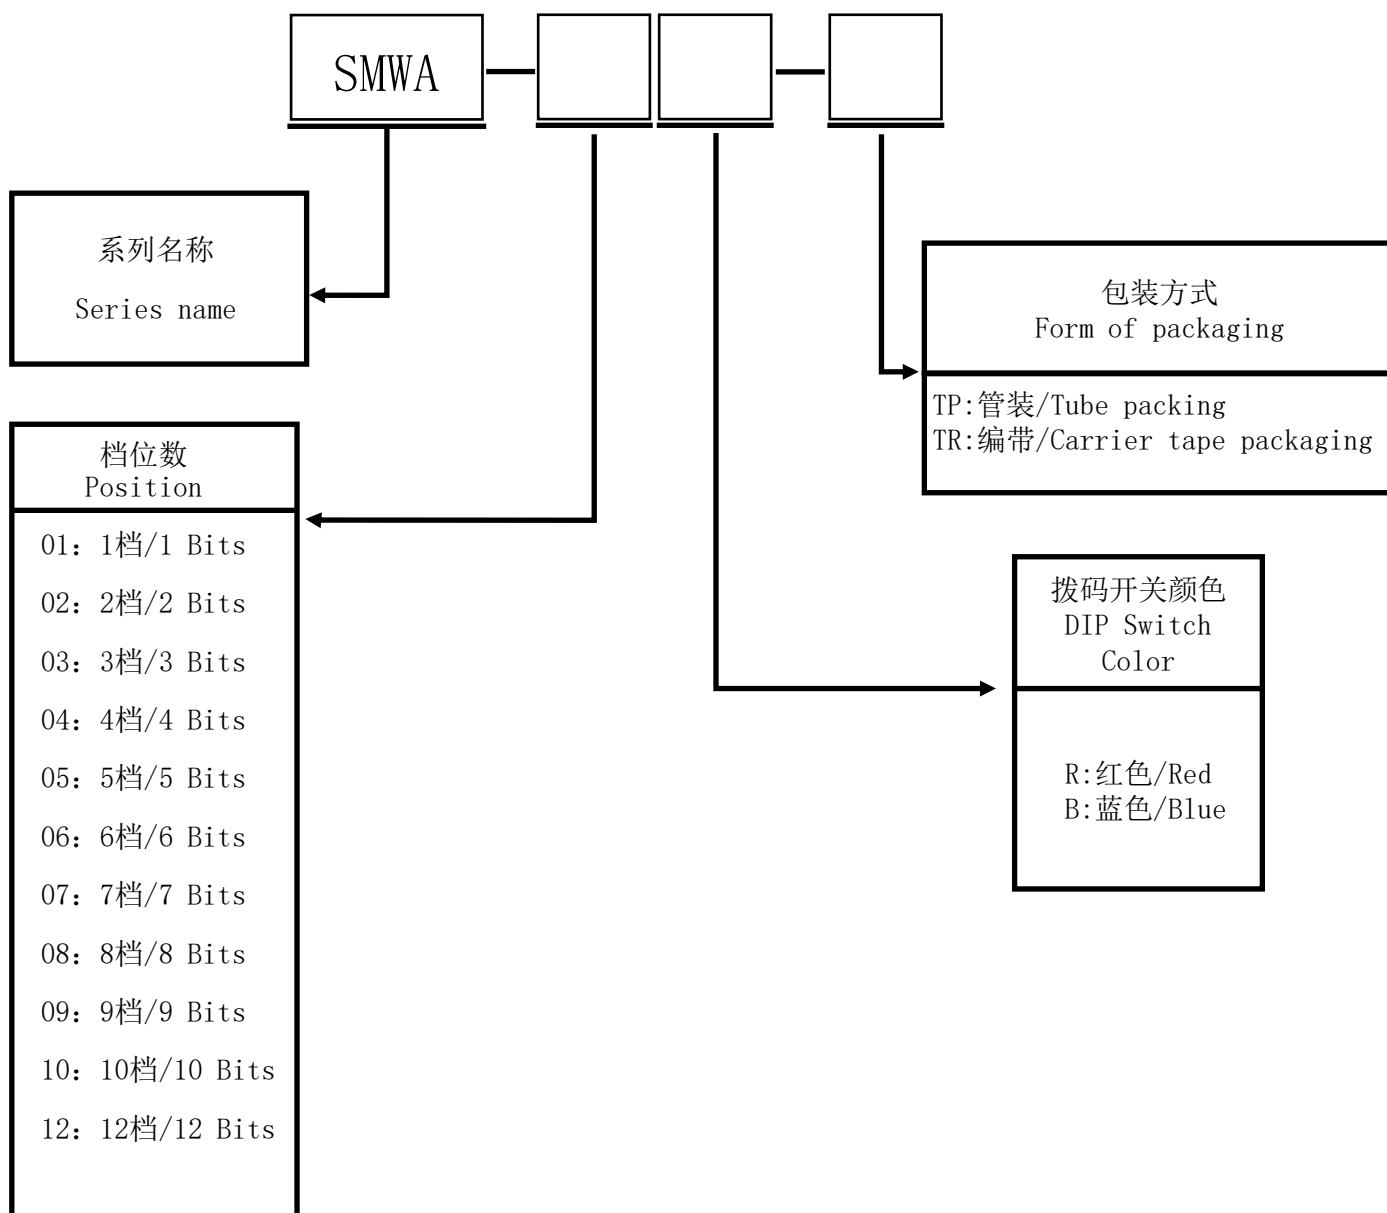 SMWA
系列名称
Series name
包装方式
Form of packaging
TP:管装/Tube packing
TR:编带/Carrier tape packaging
档位数
Position
01: 1档/1 Bits
02: 2档/2 Bits
03: 3档/3 Bits
04: 4档/4 Bits
05: 5档/5 Bits
06: 6档/6 Bits
07: 7档/7 Bits
08: 8档/8 Bits
09: 9档/9 Bits
10: 10档/10 Bits
12: 12档/12 Bits
拨码开关颜色
DIP Switch
Color
R:红色/Red
B:蓝色/Blue